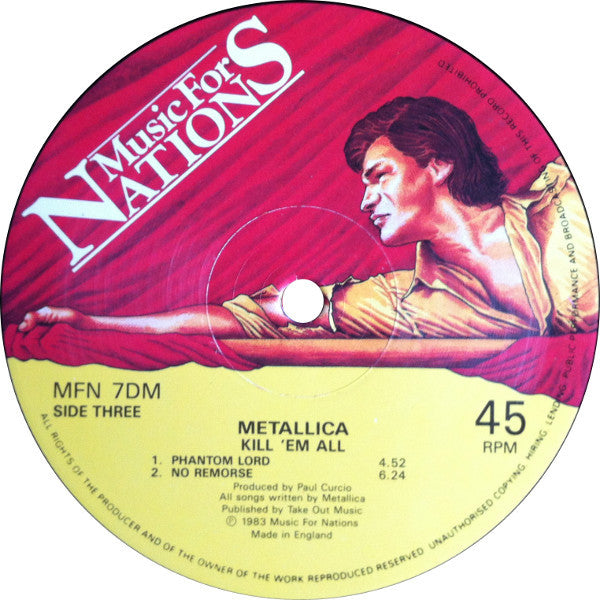 Music For
NATIONS
MFN 7DM
SIDE THREE
45
RPM
METALLICA
KILL 'EM ALL
1. PHANTOM LORD 4.52
2. NO REMORSE 6.24
Produced by Paul Curcio
All songs written by Metallica
Published by Take Out Music
℗ 1983 Music For Nations
Made in England
ALL RIGHTS OF THE PRODUCER AND OF THE OWNER OF THE WORK REPRODUCED RESERVED UNAUTHORISED COPYING HIRING LENDING PUBLIC PERFORMANCE AND BROADCASTING OF THIS RECORD PROHIBITED